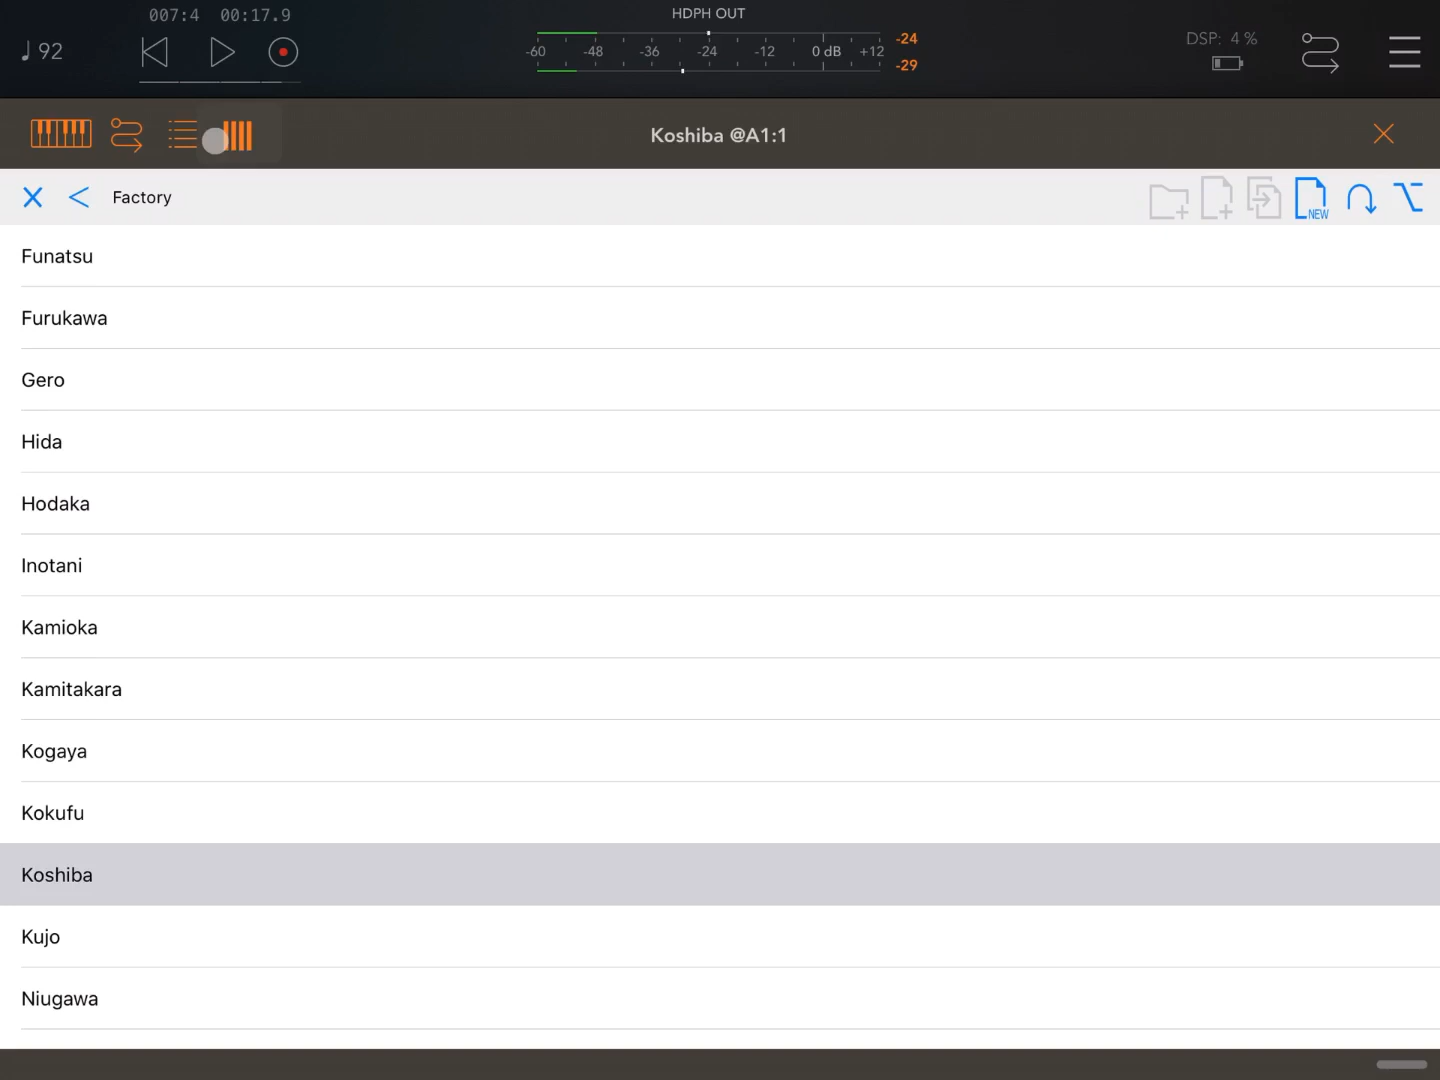 007:4 00:17.9
HDPH OUT
92
-60 -48 -36 -24 -12 0 dB +12
-24
-29
DSP: 4 %
Koshiba @A1:1
Factory
NEW
Funatsu
Furukawa
Gero
Hida
Hodaka
Inotani
Kamioka
Kamitakara
Kogaya
Kokufu
Koshiba
Kujo
Niugawa